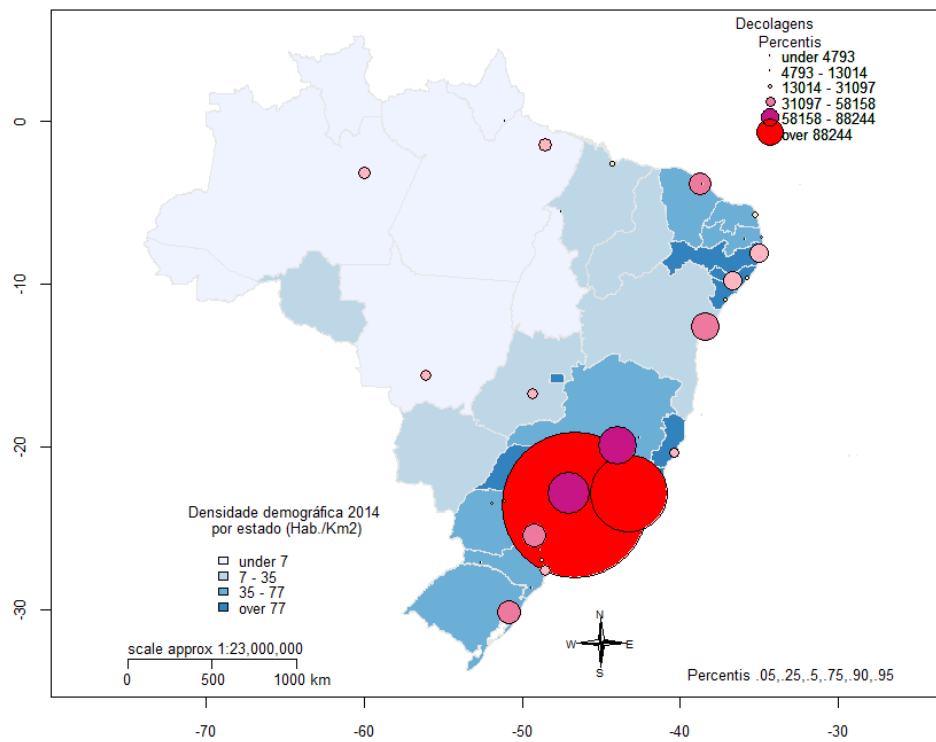 Decolagens
Percentis
under 4793
4793 - 13014
13014 - 31097
31097 - 58158
58158 - 88244
over 88244
0
-10
-20
-30
Densidade demográfica 2014
por estado (Hab./Km2)
under 7
7 - 35
35 - 77
over 77
scale approx 1:23,000,000
0 500 1000 km
N
W E
S
Percentis .05,.25,.5,.75,.90,.95
-70 -60 -50 -40 -30